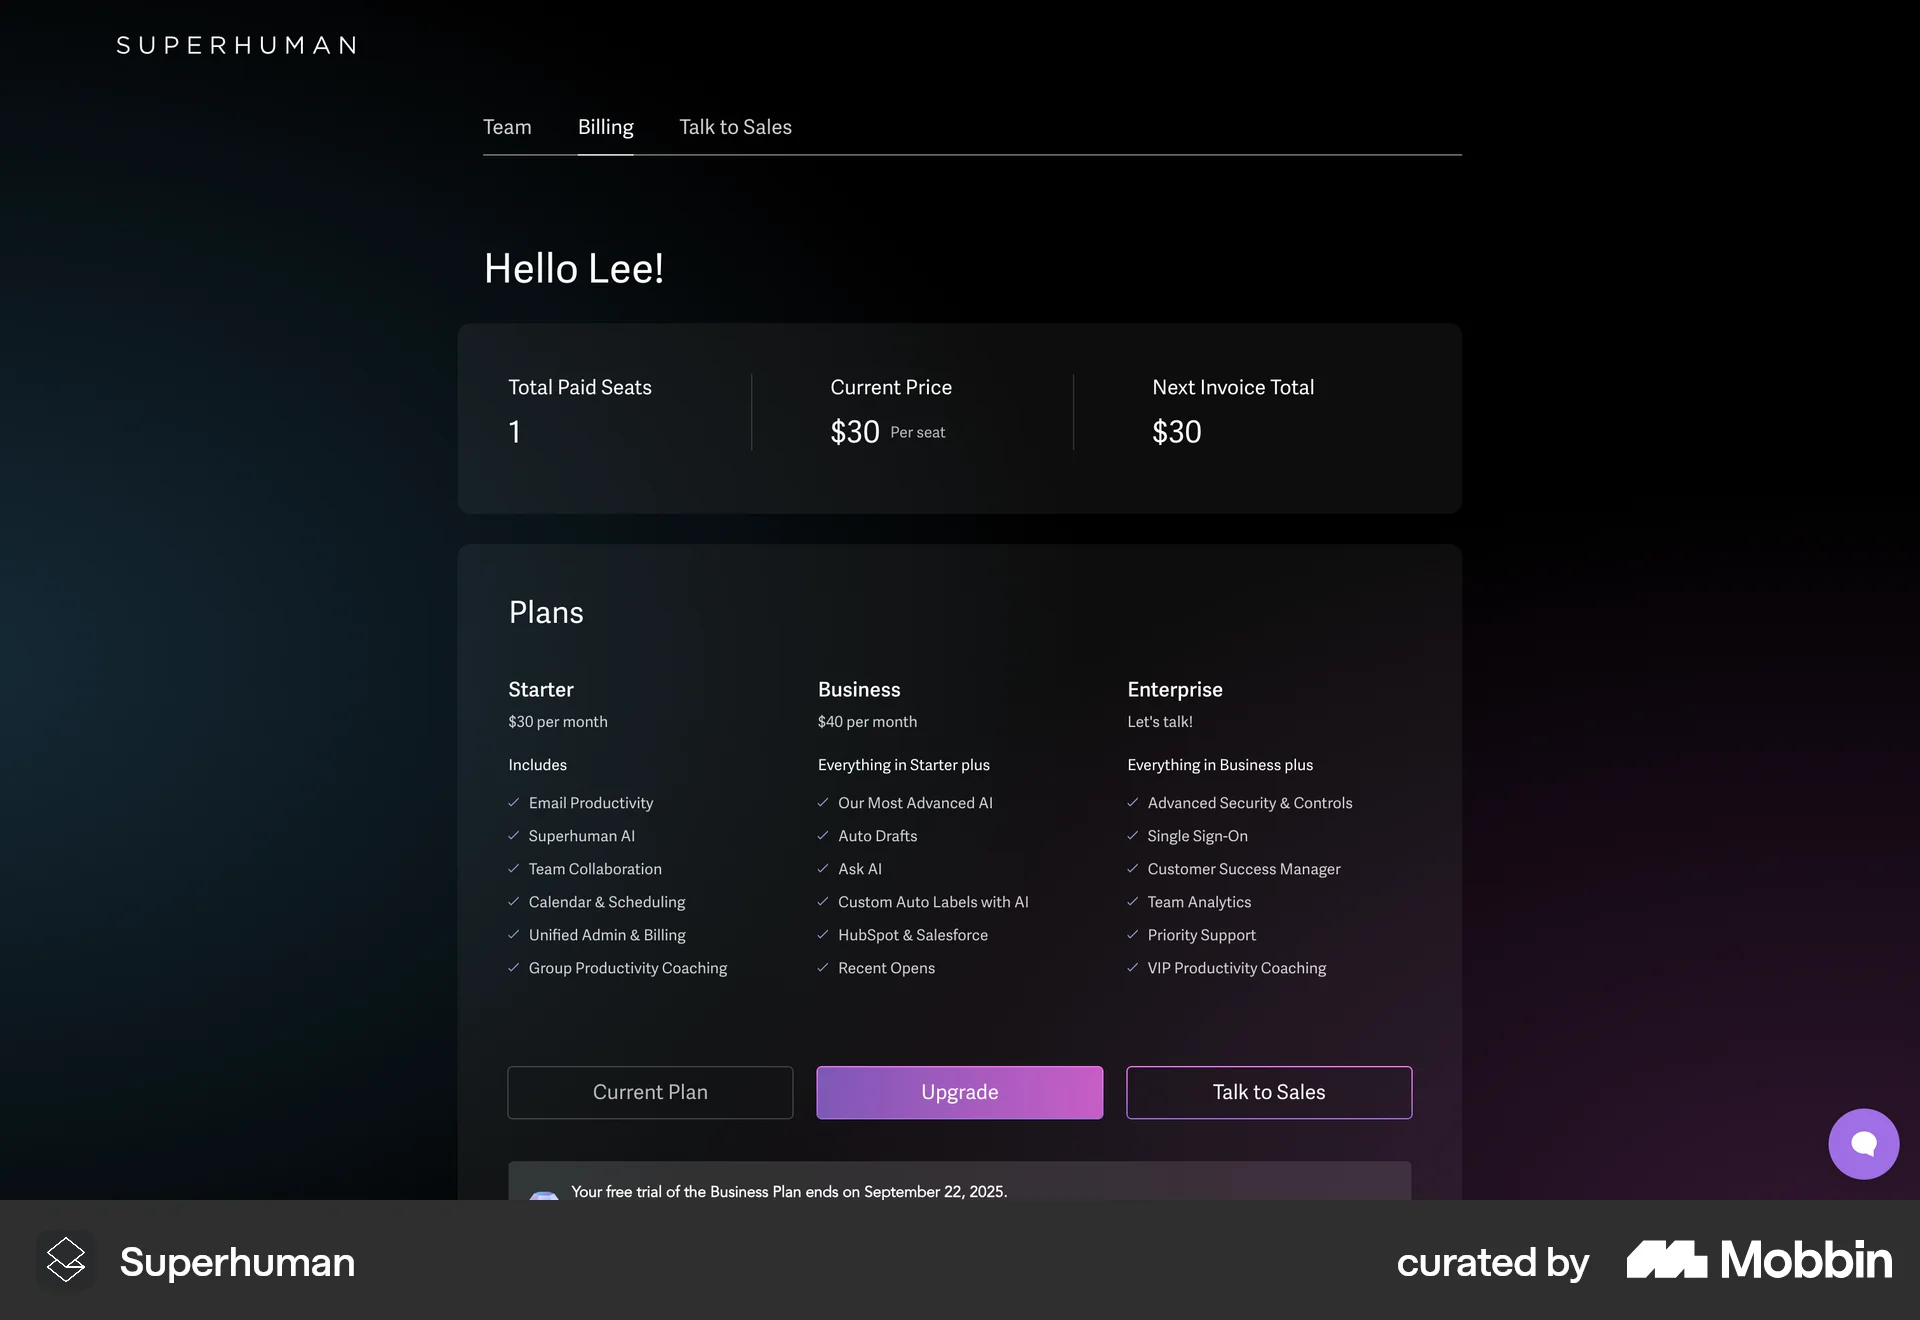 SUPERHUMAN
Team Billing Talk to Sales
Hello Lee!
Total Paid Seats
1
Current Price
$30 Per seat
Next Invoice Total
$30
Plans
Starter
$30 per month
Includes
Email Productivity
Superhuman AI
Team Collaboration
Calendar & Scheduling
Unified Admin & Billing
Group Productivity Coaching
Current Plan
Business
$40 per month
Everything in Starter plus
Our Most Advanced AI
Auto Drafts
Ask AI
Custom Auto Labels with AI
HubSpot & Salesforce
Recent Opens
Upgrade
Enterprise
Let's talk!
Everything in Business plus
Advanced Security & Controls
Single Sign-On
Customer Success Manager
Team Analytics
Priority Support
VIP Productivity Coaching
Talk to Sales
Your free trial of the Business Plan ends on September 22, 2025.
Superhuman
curated by Mobbin